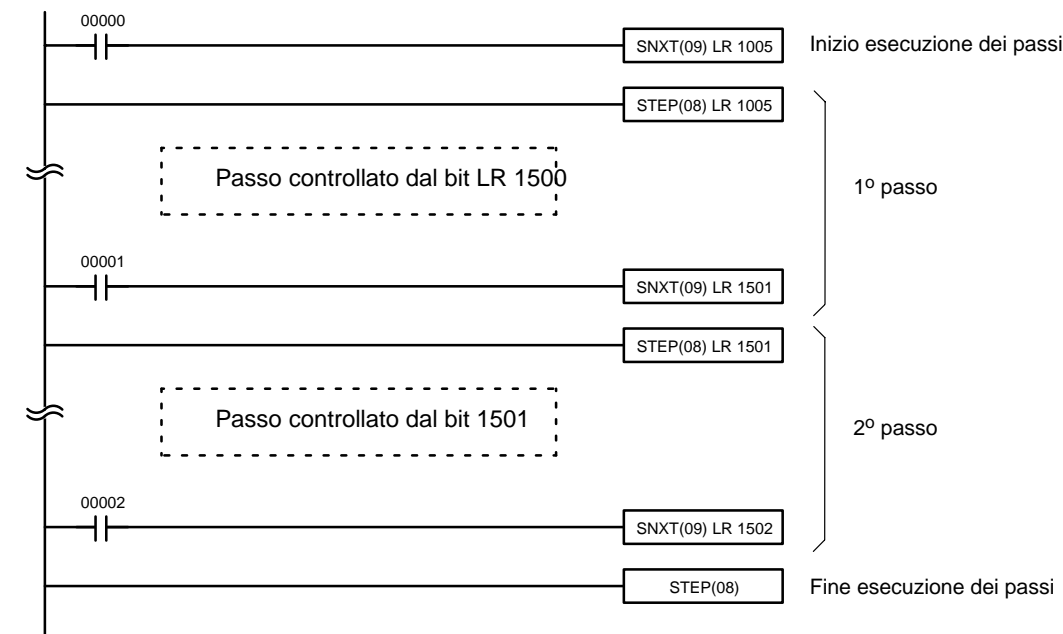 00000
SNXT(09) LR 1005
Inizio esecuzione dei passi
STEP(08) LR 1005
Passo controllato dal bit LR 1500
1º passo
00001
SNXT(09) LR 1501
STEP(08) LR 1501
Passo controllato dal bit 1501
2º passo
00002
SNXT(09) LR 1502
STEP(08)
Fine esecuzione dei passi